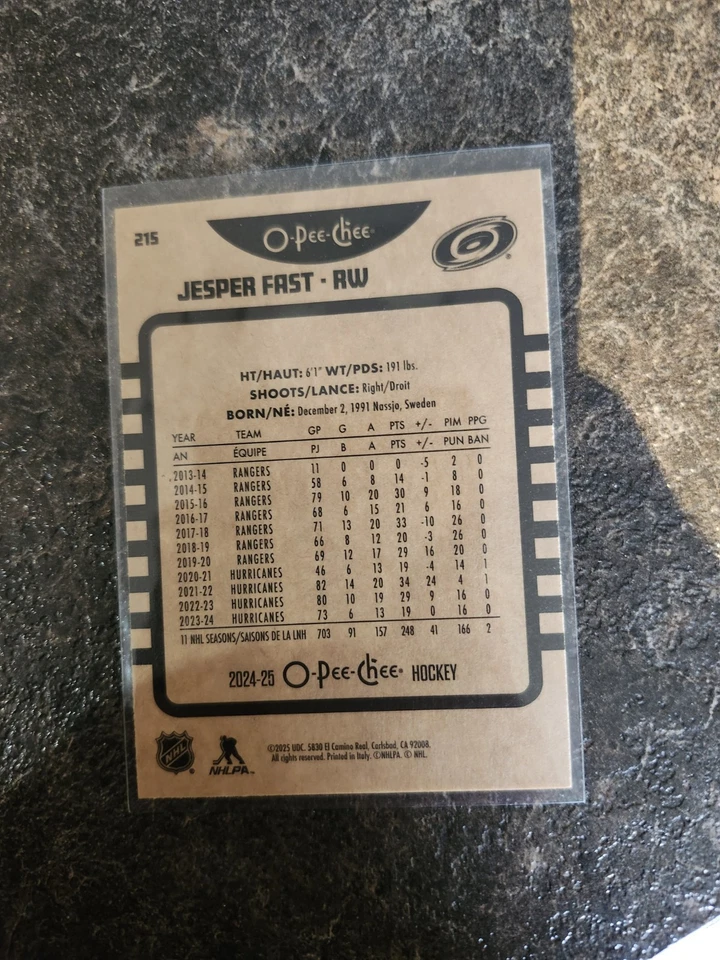 215
O-Pee-Chee
JESPER FAST · RW
HT/HAUT: 6'1" WT/PDS: 191 lbs.
SHOOTS/LANCE: Right/Droit
BORN/NÉ: December 2, 1991 Nassjo, Sweden
YEAR TEAM GP G A PTS +/- PIM PPG
AN ÉQUIPE PJ B A PTS +/- PUN BAN
2013-14 RANGERS 11 0 0 0 -5 2 0
2014-15 RANGERS 58 6 8 14 -1 8 0
2015-16 RANGERS 79 10 20 30 9 18 0
2016-17 RANGERS 68 6 15 21 6 16 0
2017-18 RANGERS 71 13 20 33 -10 26 0
2018-19 RANGERS 66 8 12 20 -3 26 0
2019-20 RANGERS 69 12 17 29 16 20 0
2020-21 HURRICANES 46 6 13 19 -4 14 1
2021-22 HURRICANES 82 14 20 34 24 4 1
2022-23 HURRICANES 80 10 19 29 9 16 0
2023-24 HURRICANES 73 6 13 19 0 16 0
11 NHL SEASONS/SAISONS DE LA LNH 703 91 157 248 41 166 2
2024-25 O-Pee-Chee HOCKEY
NHL
NHLPA™
©2025 UDC. 5830 El Camino Real, Carlsbad, CA 92008.
All rights reserved. Printed in Italy. ©NHLPA. © NHL.